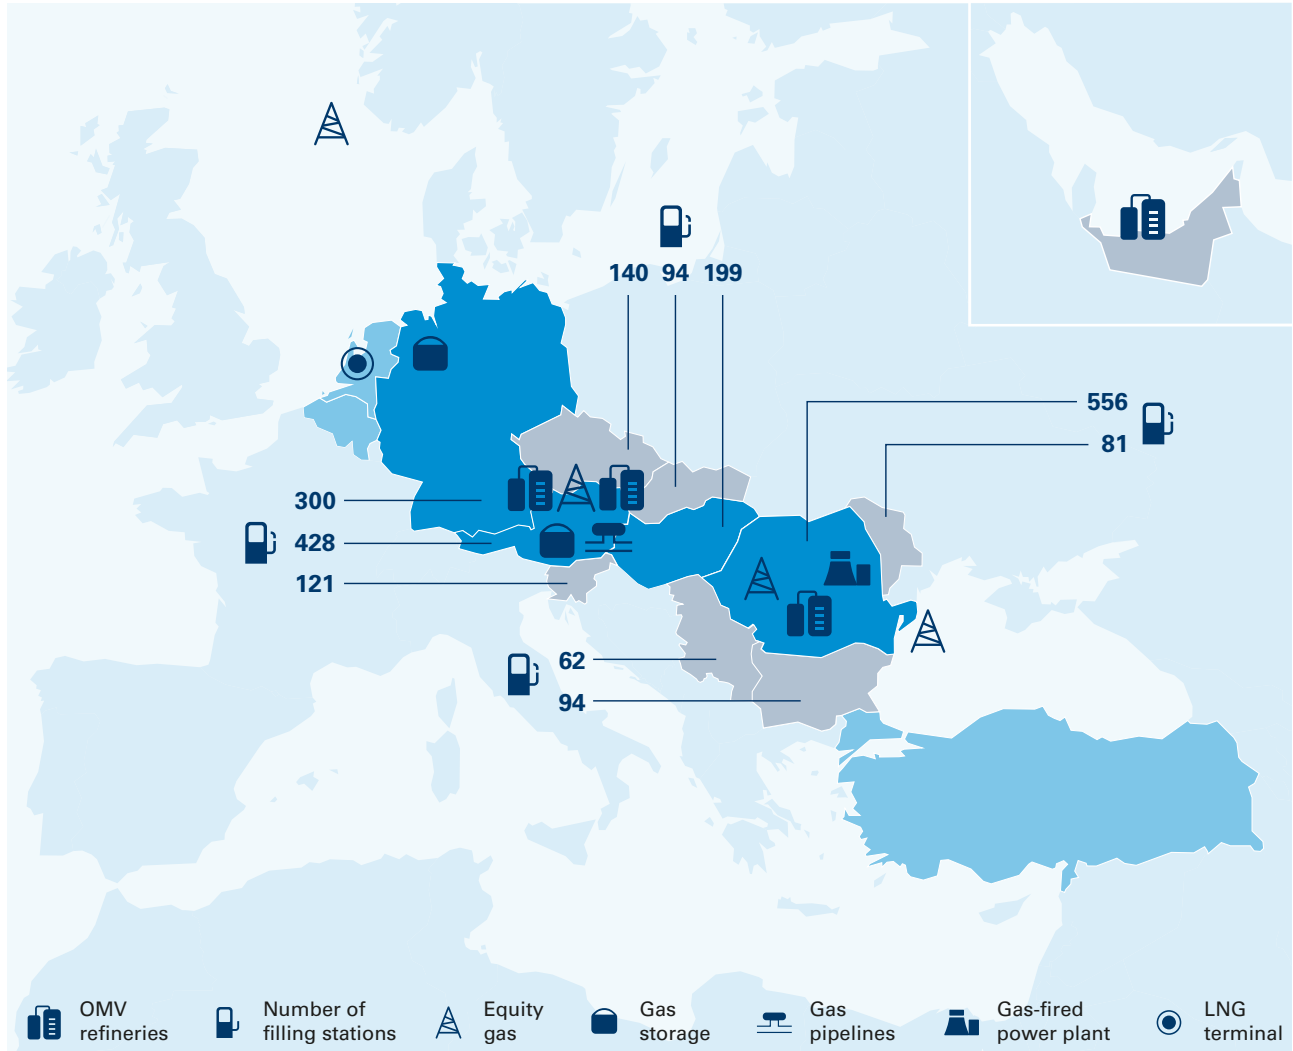 140 94 199
556
81
300
428
121
62
94
OMV
refineries
Number of
filling stations
Equity
gas
Gas
storage
Gas
pipelines
Gas-fired
power plant
LNG
terminal